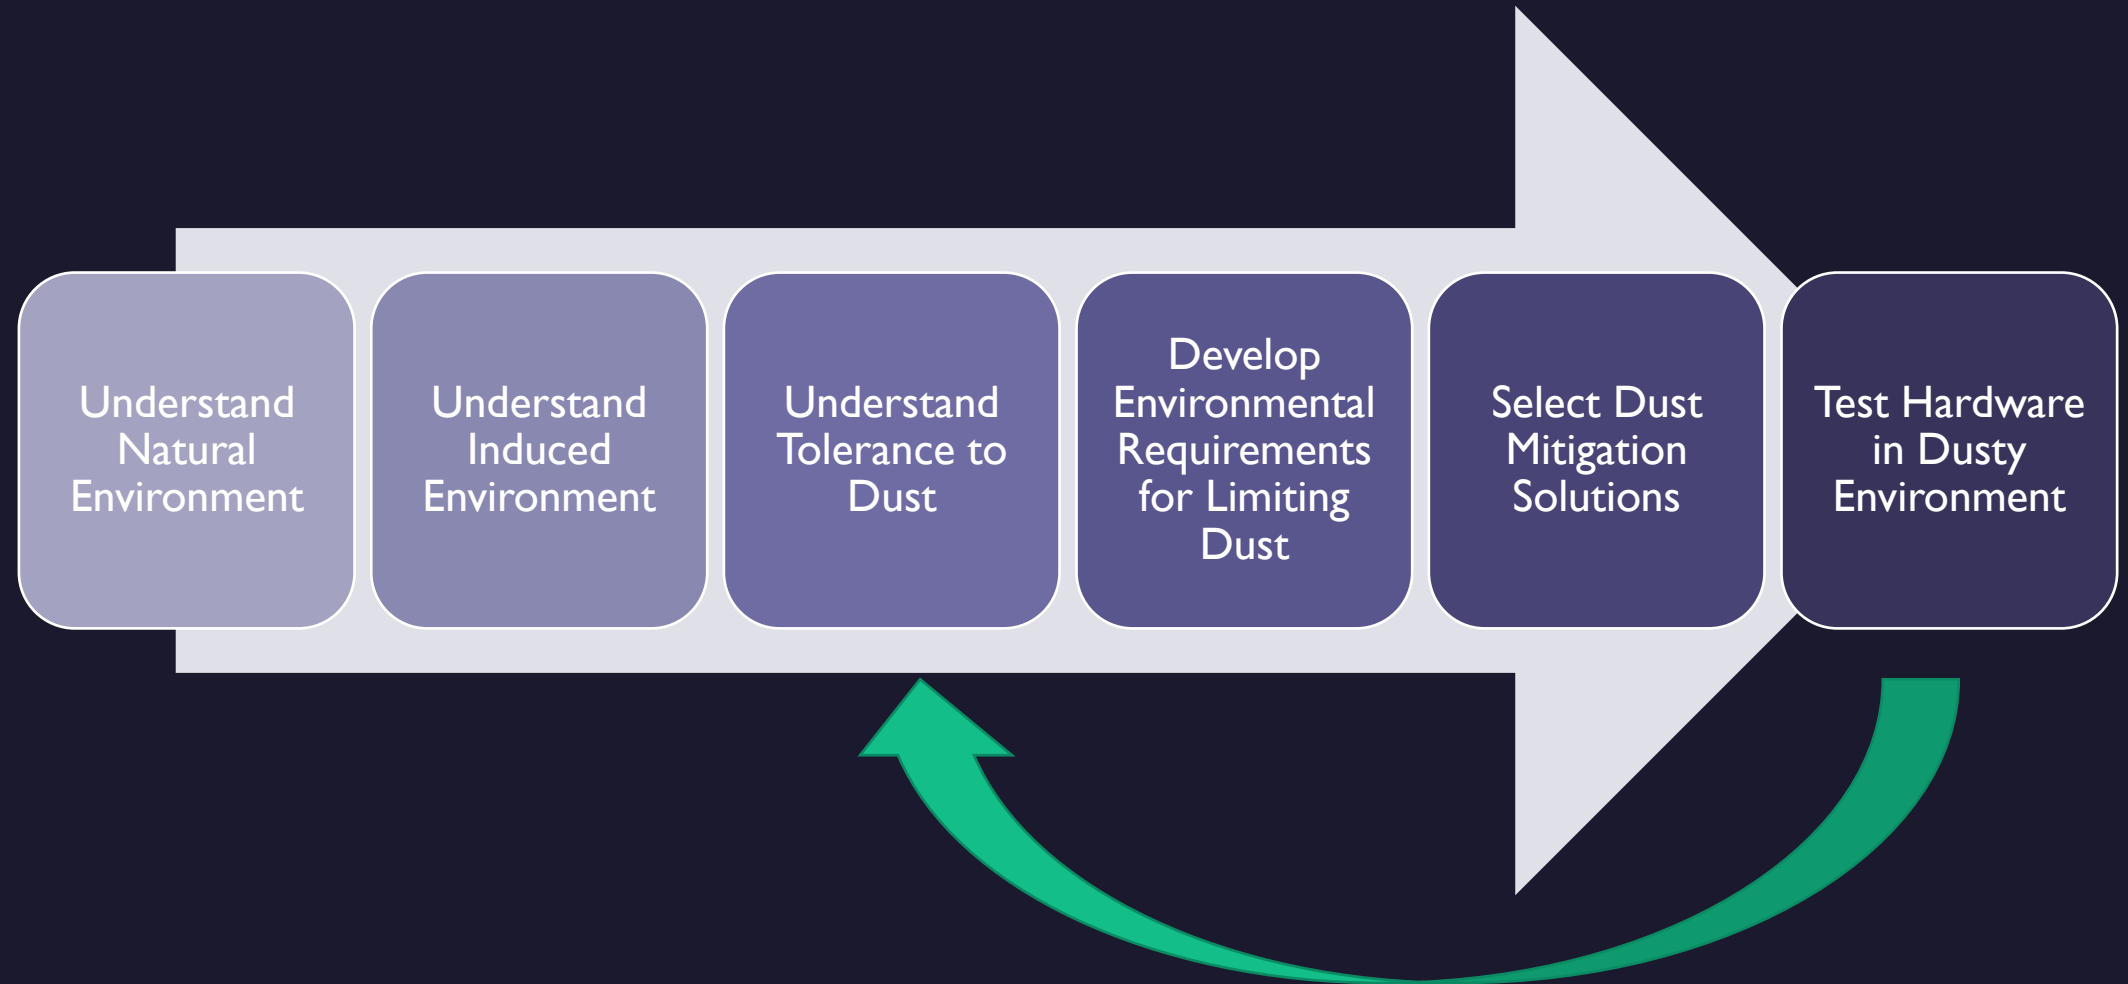 Understand
Natural
Environment
Understand
Induced
Environment
Understand
Tolerance to
Dust
Develop
Environmental
Requirements
for Limiting
Dust
Select Dust
Mitigation
Solutions
Test Hardware
in Dusty
Environment